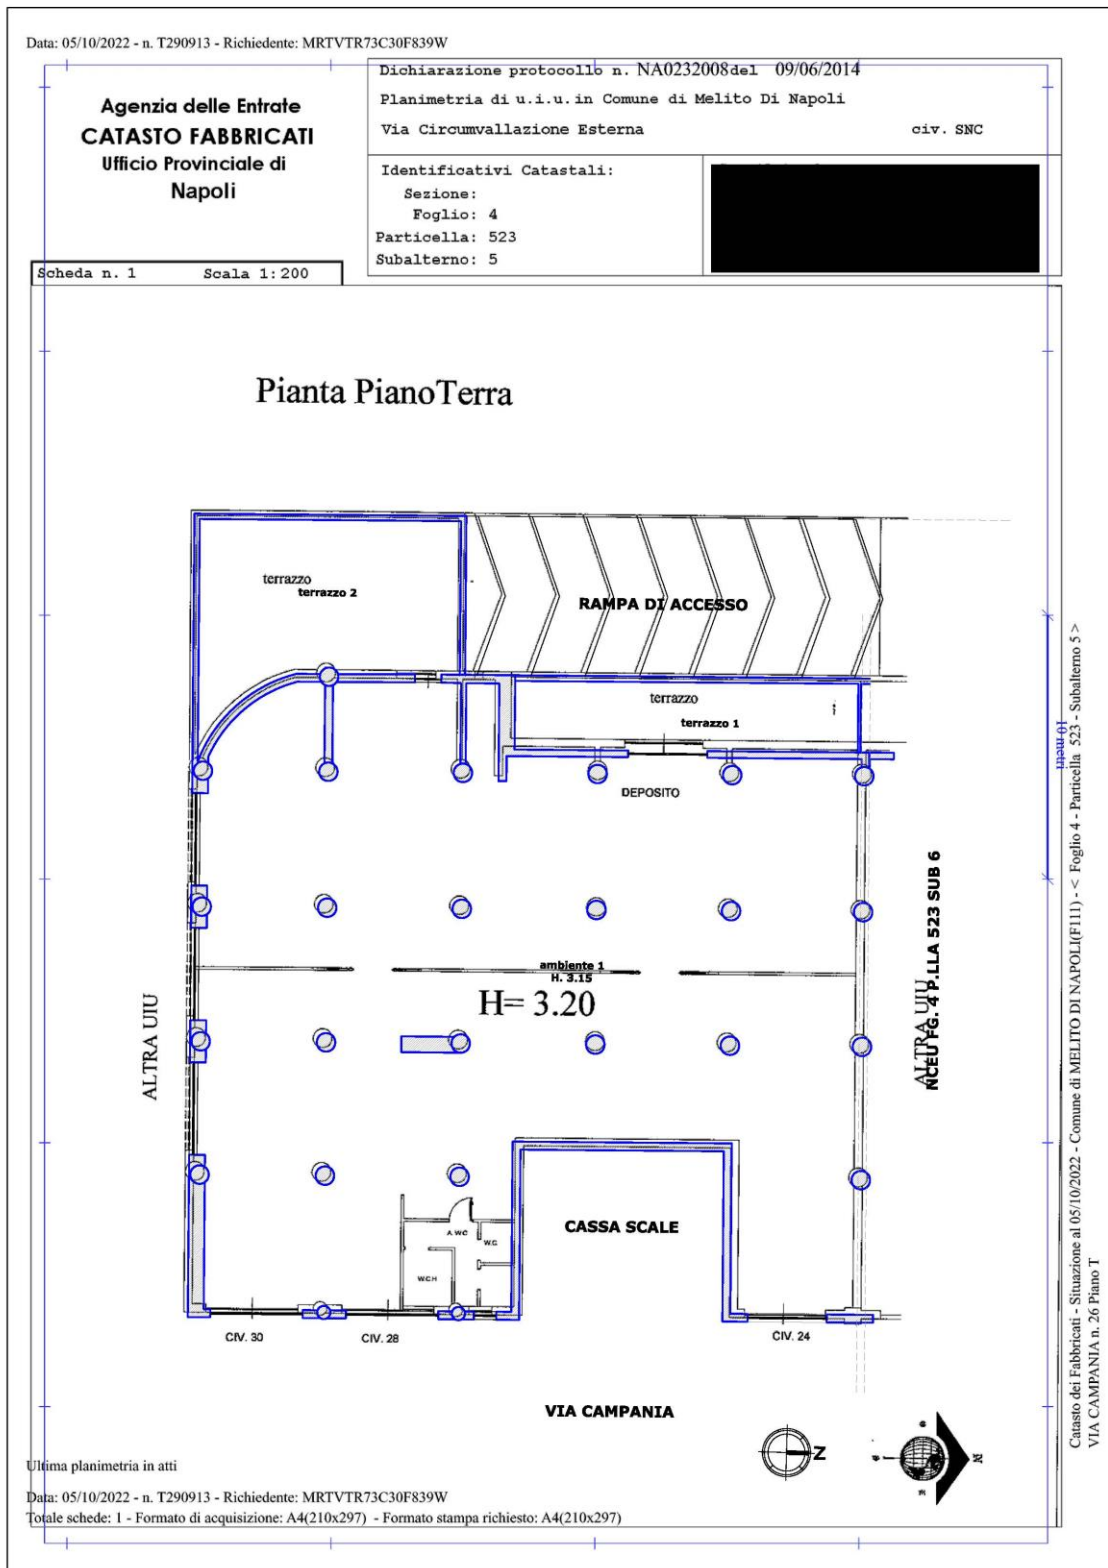 Data: 05/10/2022 - n. T290913 - Richiedente: MRTVTR73C30F839W
Agenzia delle Entrate
CATASTO FABBRICATI
Ufficio Provinciale di
Napoli
Dichiarazione protocollo n. NA0232008 del 09/06/2014
Planimetria di u.i.u. in Comune di Melito Di Napoli
Via Circumvallazione Esterna civ. SNC
Identificativi Catastali:
Sezione:
Foglio: 4
Particella: 523
Subalterno: 5
Scheda n. 1 Scala 1:200
Pianta PianoTerra
terrazzo
terrazzo 2
RAMPA DI ACCESSO
terrazzo
terrazzo 1
DEPOSITO
ambiente 1
H. 3.15
H= 3.20
ALTRA UIU
ALTRA UIU
NCEU FG. 4 P.LLA 523 SUB 6
10 metri
CASSA SCALE
A.WC
W.C.
W.C.H
CIV. 30
CIV. 28
CIV. 24
VIA CAMPANIA
N
N
Catasto dei Fabbricati - Situazione al 05/10/2022 - Comune di MELITO DI NAPOLI(F111) - < Foglio 4 - Particella 523 - Subalterno 5 >
VIA CAMPANIA n. 26 Piano T
Ultima planimetria in atti
Data: 05/10/2022 - n. T290913 - Richiedente: MRTVTR73C30F839W
Totale schede: 1 - Formato di acquisizione: A4(210x297) - Formato stampa richiesto: A4(210x297)